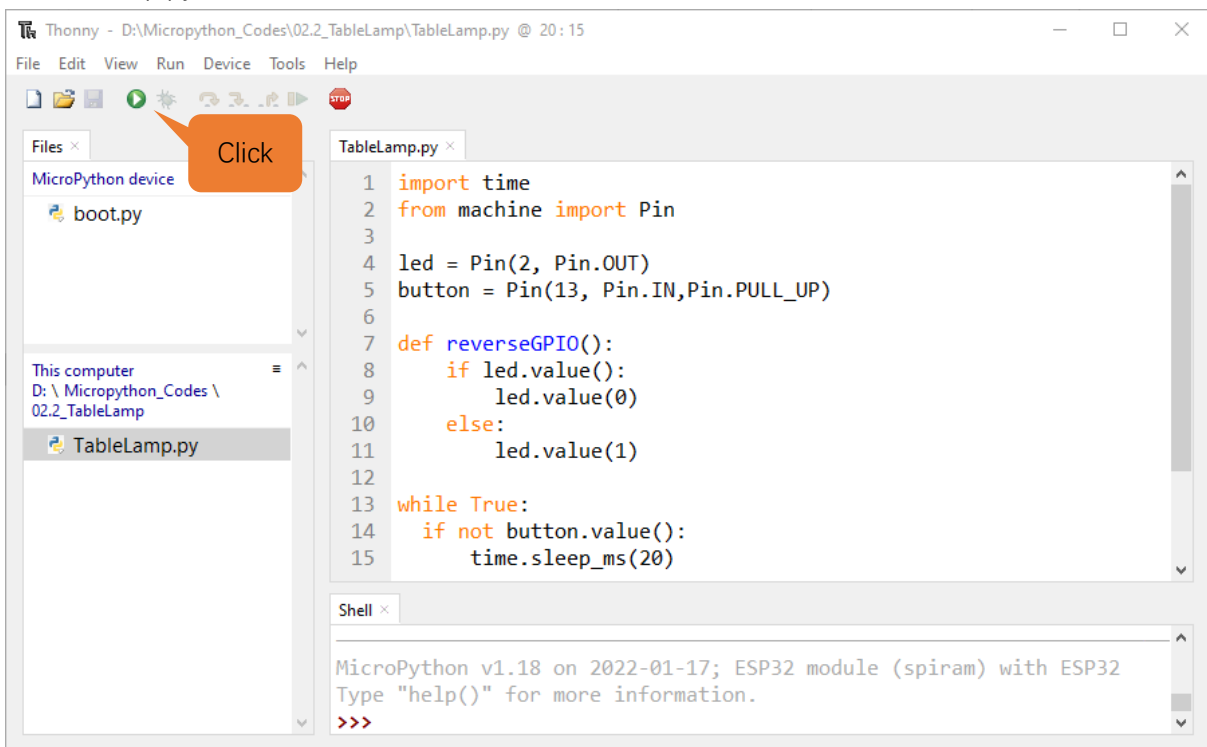 Thonny - D:\Micropython_Codes\02.2_TableLamp\TableLamp.py @ 20:15
File Edit View Run Device Tools Help
STOP
Click
Files
MicroPython device
boot.py
This computer
D: \ Micropython_Codes \
02.2_TableLamp
TableLamp.py
TableLamp.py
1 import time
2 from machine import Pin
3
4 led = Pin(2, Pin.OUT)
5 button = Pin(13, Pin.IN,Pin.PULL_UP)
6
7 def reverseGPIO():
8     if led.value():
9         led.value(0)
10     else:
11         led.value(1)
12
13 while True:
14   if not button.value():
15       time.sleep_ms(20)
Shell
MicroPython v1.18 on 2022-01-17; ESP32 module (spiram) with ESP32
Type "help()" for more information.
>>>